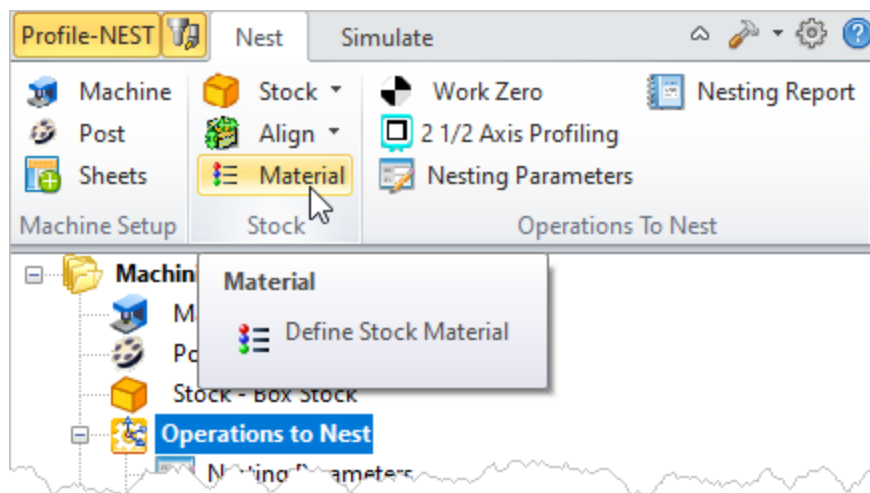 Profile-NEST Nest Simulate
Machine Stock Work Zero Nesting Report
Post Align 2 1/2 Axis Profiling
Sheets Material Nesting Parameters
Machine Setup Stock Operations To Nest
Material
Define Stock Material
Stock - Box Stock
Operations to Nest